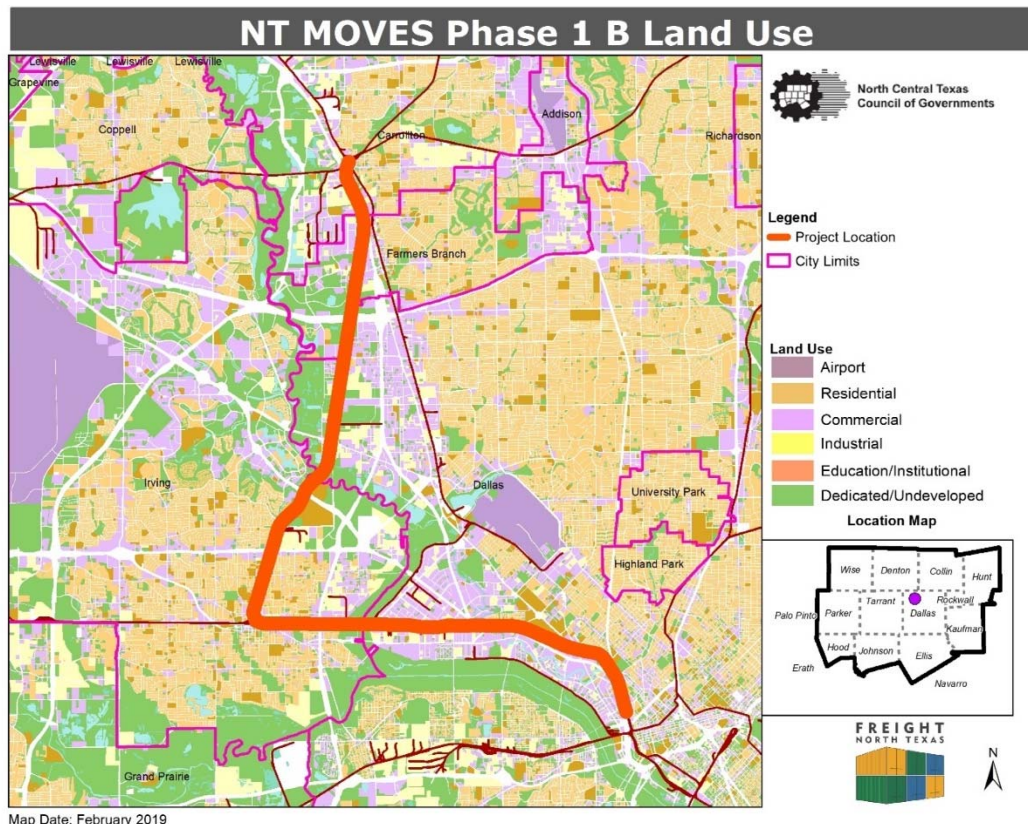 NT MOVES Phase 1 B Land Use
Lewisville Lewisville Lewisville
Grapevine
Coppell
Carrollton
Addison
Richardson
Farmers Branch
Irving
Dallas
University Park
Highland Park
Grand Prairie
North Central Texas
Council of Governments
Legend
Project Location
City Limits
Land Use
Airport
Residential
Commercial
Industrial
Education/Institutional
Dedicated/Undeveloped
Location Map
Wise Denton Collin Hunt
Palo Pinto Parker Tarrant Dallas Rockwall
Kaufman
Hood Johnson Ellis
Erath
Navarro
FREIGHT
NORTH TEXAS
N
Map Date: February 2019